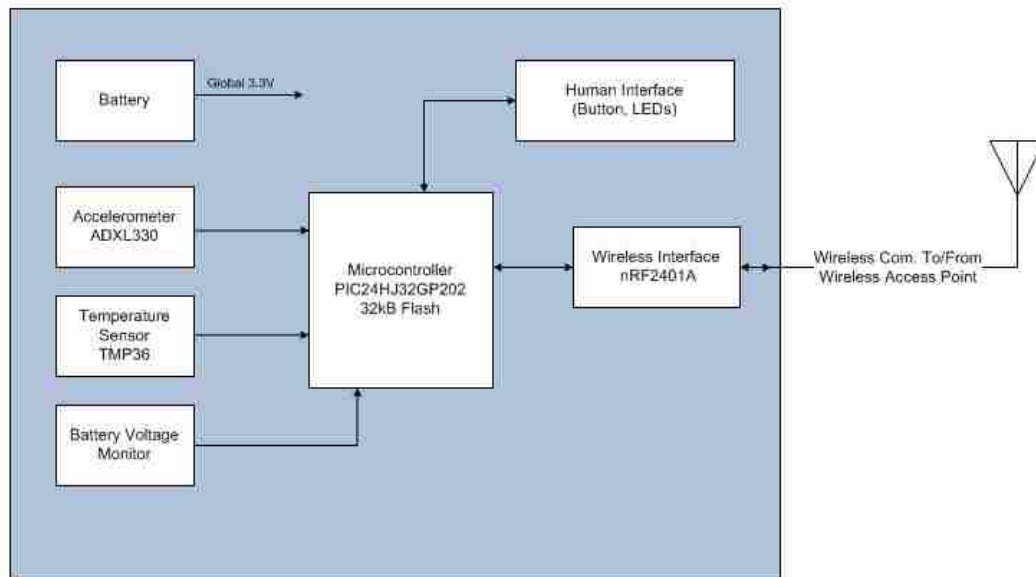 Battery
Global 3.3V
Human Interface
(Button, LEDs)
Accelerometer
ADXL330
Microcontroller
PIC24HJ32GP202
32kB Flash
Wireless Interface
nRF2401A
Wireless Com. To/From
Wireless Access Point
Temperature
Sensor
TMP36
Battery Voltage
Monitor